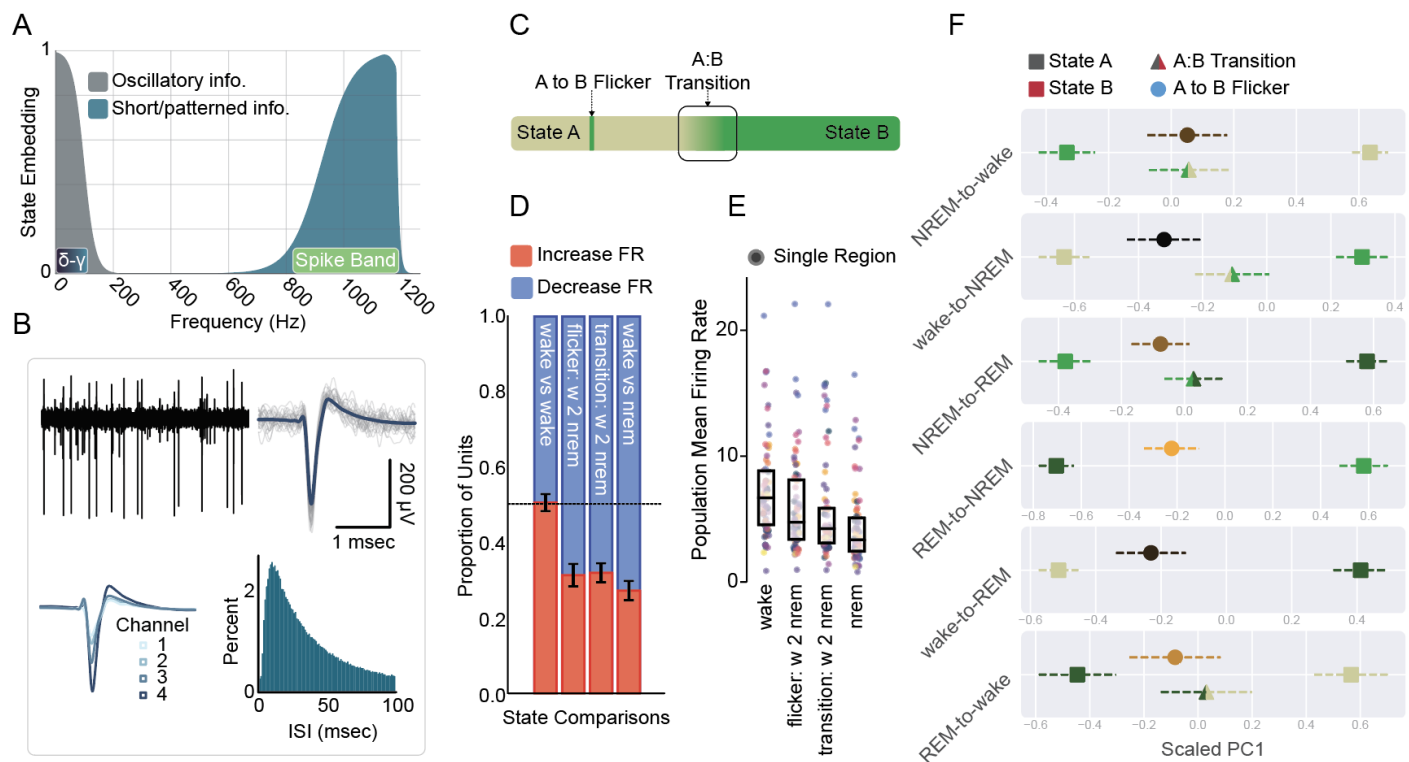 A
State Embedding
1
0
Oscillatory info.
Short/patterned info.
δ-γ
Spike Band
0
200
400
600
800
1000
1200
Frequency (Hz)
B
200 µV
1 msec
Channel
1
2
3
4
Percent
2
0
0
100
ISI (msec)
C
A to B Flicker
A:B
Transition
State A
State B
D
Increase FR
Decrease FR
Proportion of Units
1.0
0.8
0.6
0.4
0.2
0.0
wake vs wake
flicker: w 2 nrem
transition: w 2 nrem
wake vs nrem
State Comparisons
E
Single Region
Population Mean Firing Rate
20
10
0
wake
flicker: w 2 nrem
transition: w 2 nrem
nrem
F
State A
A:B Transition
State B
A to B Flicker
NREM-to-wake
−0.4
−0.2
0.0
0.2
0.4
0.6
wake-to-NREM
−0.6
−0.4
−0.2
0.0
0.2
0.4
NREM-to-REM
−0.4
−0.2
0.0
0.2
0.4
0.6
REM-to-NREM
−0.8
−0.6
−0.4
−0.2
0.0
0.2
0.4
0.6
wake-to-REM
−0.6
−0.4
−0.2
0.0
0.2
0.4
REM-to-wake
−0.6
−0.4
−0.2
0.0
0.2
0.4
0.6
Scaled PC1